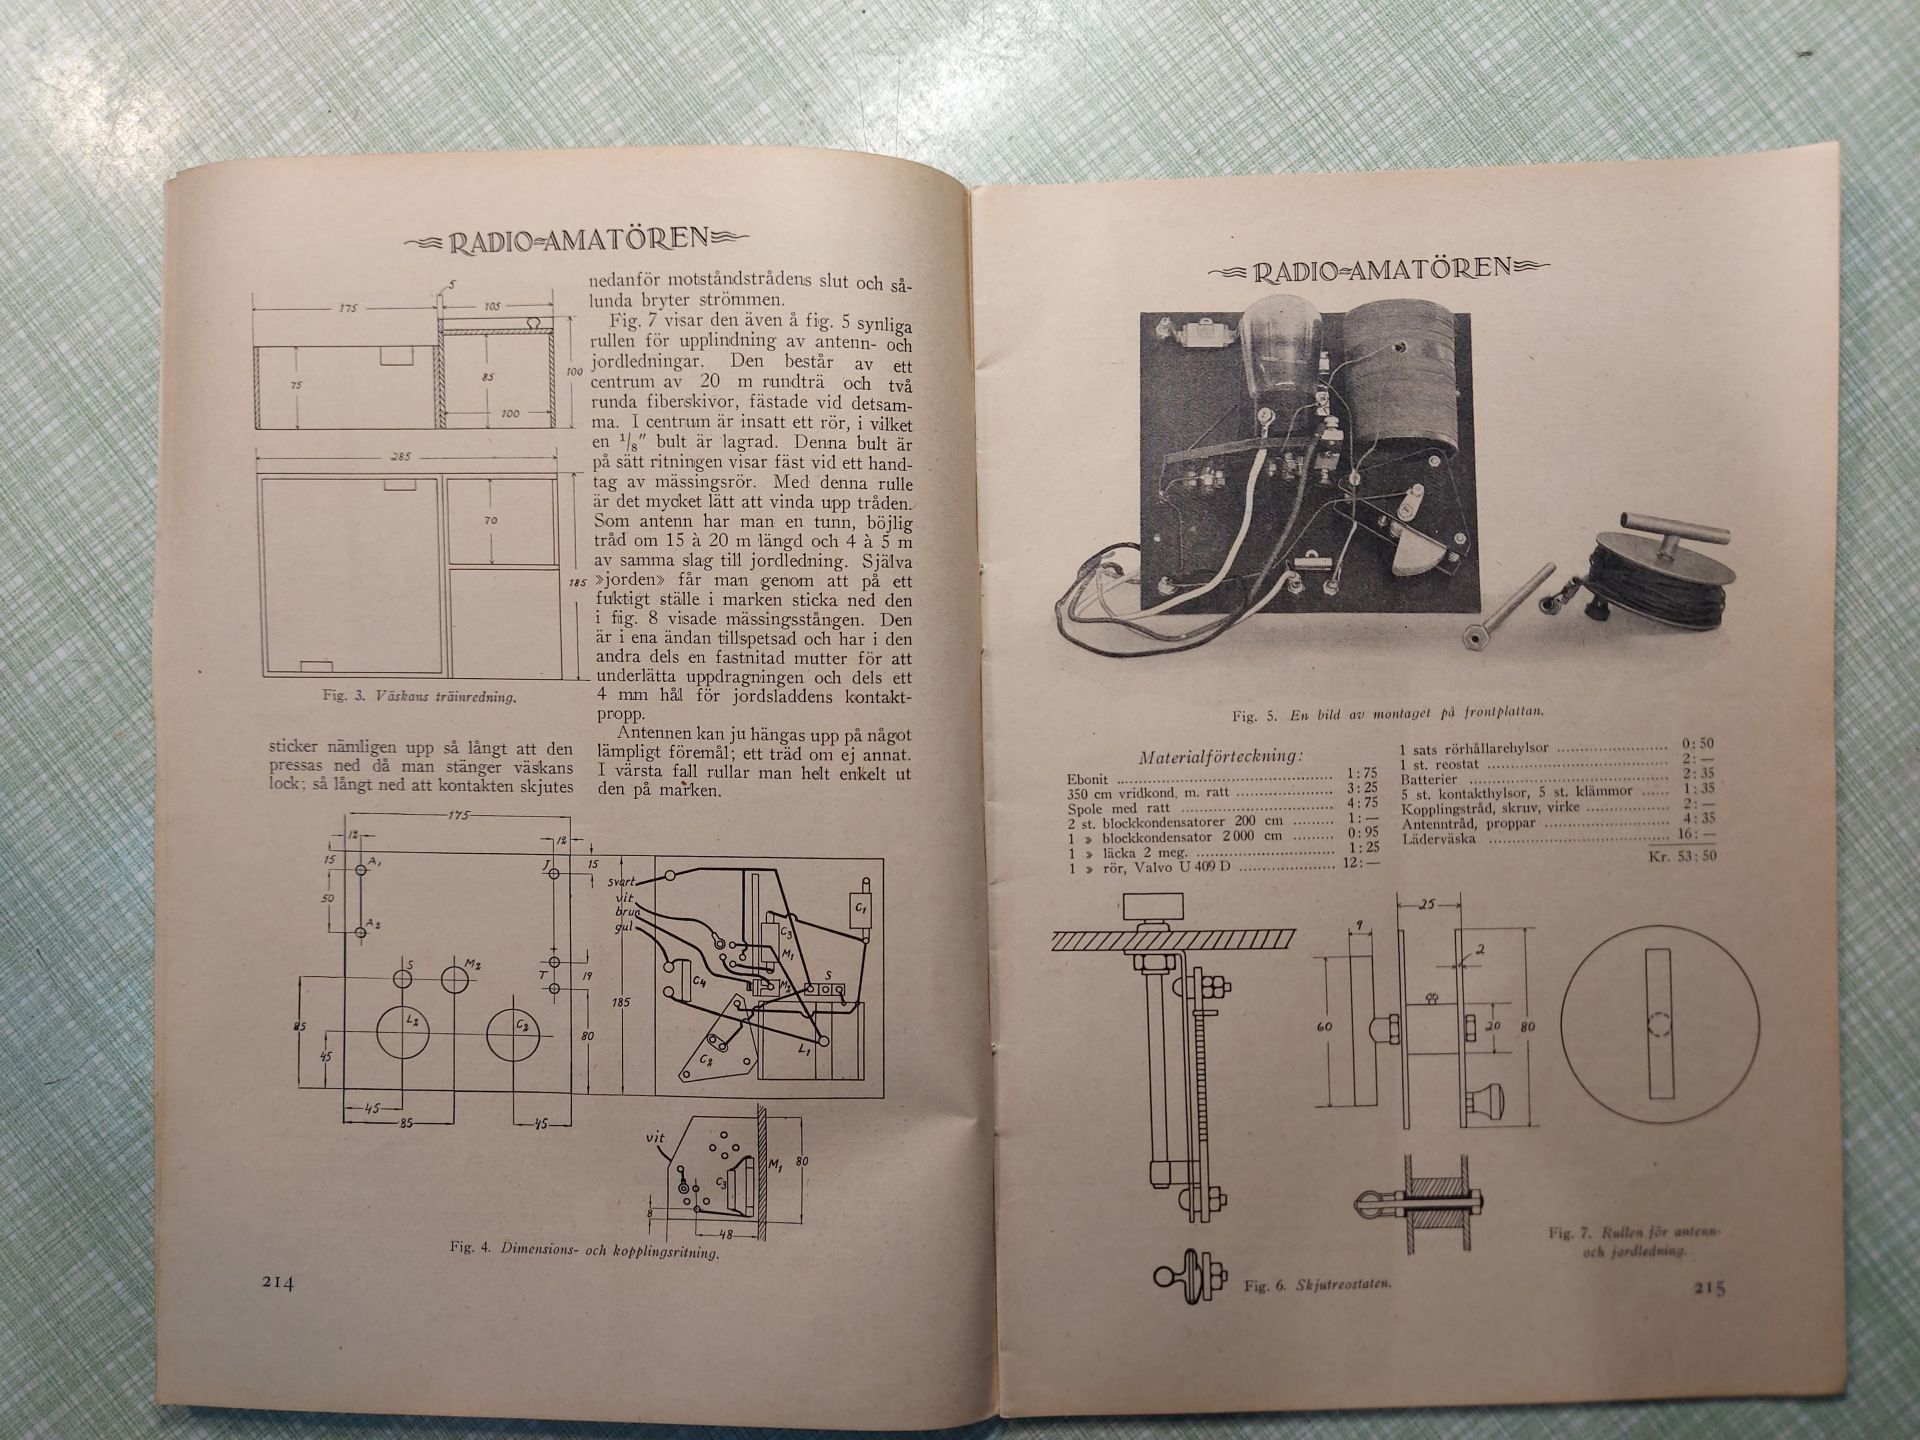 RADIO-AMATÖREN
175
5
105
75
85
100
100
285
70
185
Fig. 3. Väskans träinredning.
sticker nämligen upp så långt att den
pressas ned då man stänger väskans
lock; så långt ned att kontakten skjutes
nedanför motståndstrådens slut och så-
lunda bryter strömmen.
Fig. 7 visar den även å fig. 5 synliga
rullen för upplindning av antenn- och
jordledningar. Den består av ett
centrum av 20 m rundträ och två
runda fiberskivor, fästade vid detsam-
ma. I centrum är insatt ett rör, i vilket
en 1/8" bult är lagrad. Denna bult är
på sätt ritningen visar fäst vid ett hand-
tag av mässingsrör. Med denna rulle
är det mycket lätt att vinda upp tråden.
Som antenn har man en tunn, böjlig
tråd om 15 à 20 m längd och 4 à 5 m
av samma slag till jordledning. Själva
»jorden» får man genom att på ett
fuktigt ställe i marken sticka ned den
i fig. 8 visade mässingsstången. Den
är i ena ändan tillspetsad och har i den
andra dels en fastnitad mutter för att
underlätta uppdragningen och dels ett
4 mm hål för jordsladdens kontakt-
propp.
Antennen kan ju hängas upp på något
lämpligt föremål; ett träd om ej annat.
I värsta fall rullar man helt enkelt ut
den på marken.
175
12
12
15
A1
J
15
50
A2
S
M2
T
19
185
85
L2
C2
80
45
45
85
45
svart
vit
brun
gul
C1
C3
M1
C4
M2
S
C2
L1
vit
C3
M1
80
8
48
Fig. 4. Dimensions- och kopplingsritning.
214
RADIO-AMATÖREN
Fig. 5. En bild av montaget på frontplattan.
Materialförteckning:
Ebonit ........ 1: 75
350 cm vridkond. m. ratt ........ 3: 25
Spole med ratt ........ 4: 75
2 st. blockkondensatorer 200 cm ........ 1: —
1 » blockkondensator 2 000 cm ........ 0: 95
1 » läcka 2 meg. ........ 1: 25
1 » rör, Valvo U 409 D ........ 12: —
1 sats rörhållarehylsor ........ 0: 50
1 st. reostat ........ 2: —
Batterier ........ 2: 35
5 st. kontakthylsor, 5 st. klämmor ........ 1: 35
Kopplingstråd, skruv, virke ........ 2: —
Antenntråd, proppar ........ 4: 35
Läderväska ........ 16: —
Kr. 53: 50
25
9
2
60
20
80
Fig. 7. Rullen för antenn-
och jordledning.
Fig. 6. Skjutreostaten.
215